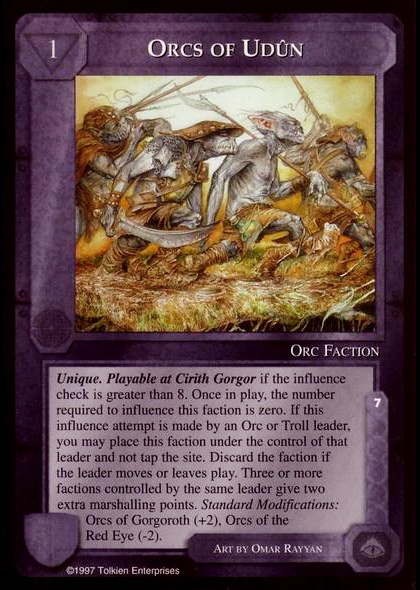 1
ORCS OF UDÛN
ORC FACTION
Unique. Playable at Cirith Gorgor if the influence
check is greater than 8. Once in play, the number
required to influence this faction is zero. If this
influence attempt is made by an Orc or Troll leader,
you may place this faction under the control of that
leader and not tap the site. Discard the faction if
the leader moves or leaves play. Three or more
factions controlled by the same leader give two
extra marshalling points. Standard Modifications:
Orcs of Gorgoroth (+2), Orcs of the
Red Eye (-2).
7
ART BY OMAR RAYYAN
©1997 Tolkien Enterprises